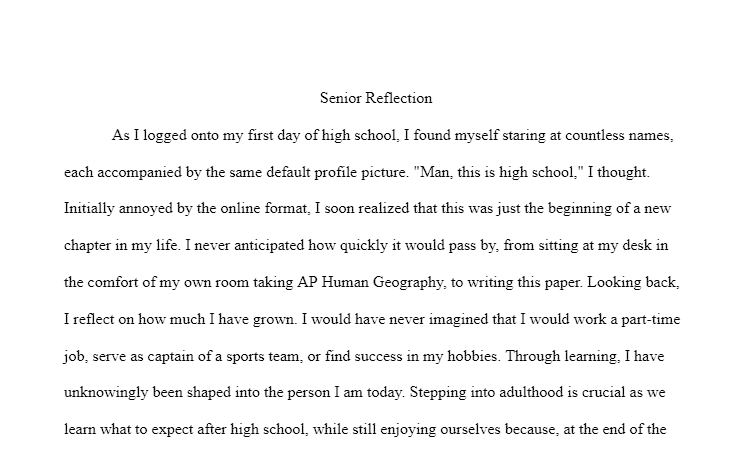 Senior Reflection
As I logged onto my first day of high school, I found myself staring at countless names,
each accompanied by the same default profile picture. "Man, this is high school," I thought.
Initially annoyed by the online format, I soon realized that this was just the beginning of a new
chapter in my life. I never anticipated how quickly it would pass by, from sitting at my desk in
the comfort of my own room taking AP Human Geography, to writing this paper. Looking back,
I reflect on how much I have grown. I would have never imagined that I would work a part-time
job, serve as captain of a sports team, or find success in my hobbies. Through learning, I have
unknowingly been shaped into the person I am today. Stepping into adulthood is crucial as we
learn what to expect after high school, while still enjoying ourselves because, at the end of the